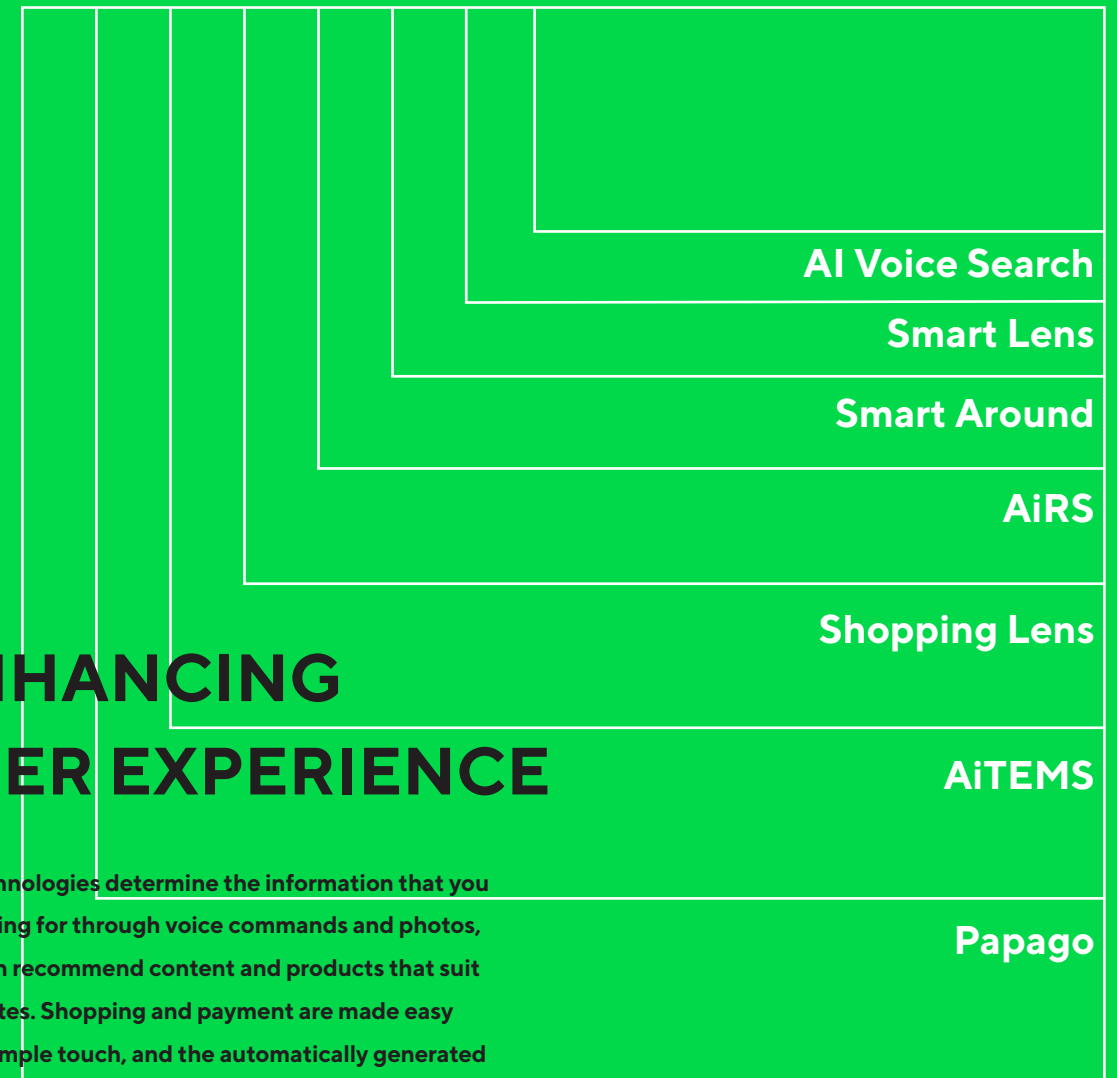 AI Voice Search
Smart Lens
Smart Around
AiRS
Shopping Lens
AiTEMS
Papago
NHANCING
ER EXPERIENCE
hnologies determine the information that you
ing for through voice commands and photos,
n recommend content and products that suit
tes. Shopping and payment are made easy
mple touch, and the automatically generated